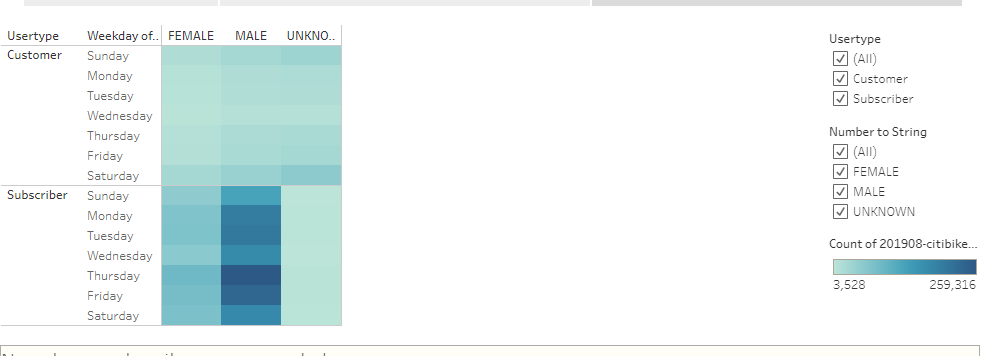 Usertype Weekday of.. FEMALE MALE UNKNO..
Customer Sunday
Monday
Tuesday
Wednesday
Thursday
Friday
Saturday
Subscriber Sunday
Monday
Tuesday
Wednesday
Thursday
Friday
Saturday
Usertype
(All)
Customer
Subscriber
Number to String
(All)
FEMALE
MALE
UNKNOWN
Count of 201908-citibike...
3,528 259,316